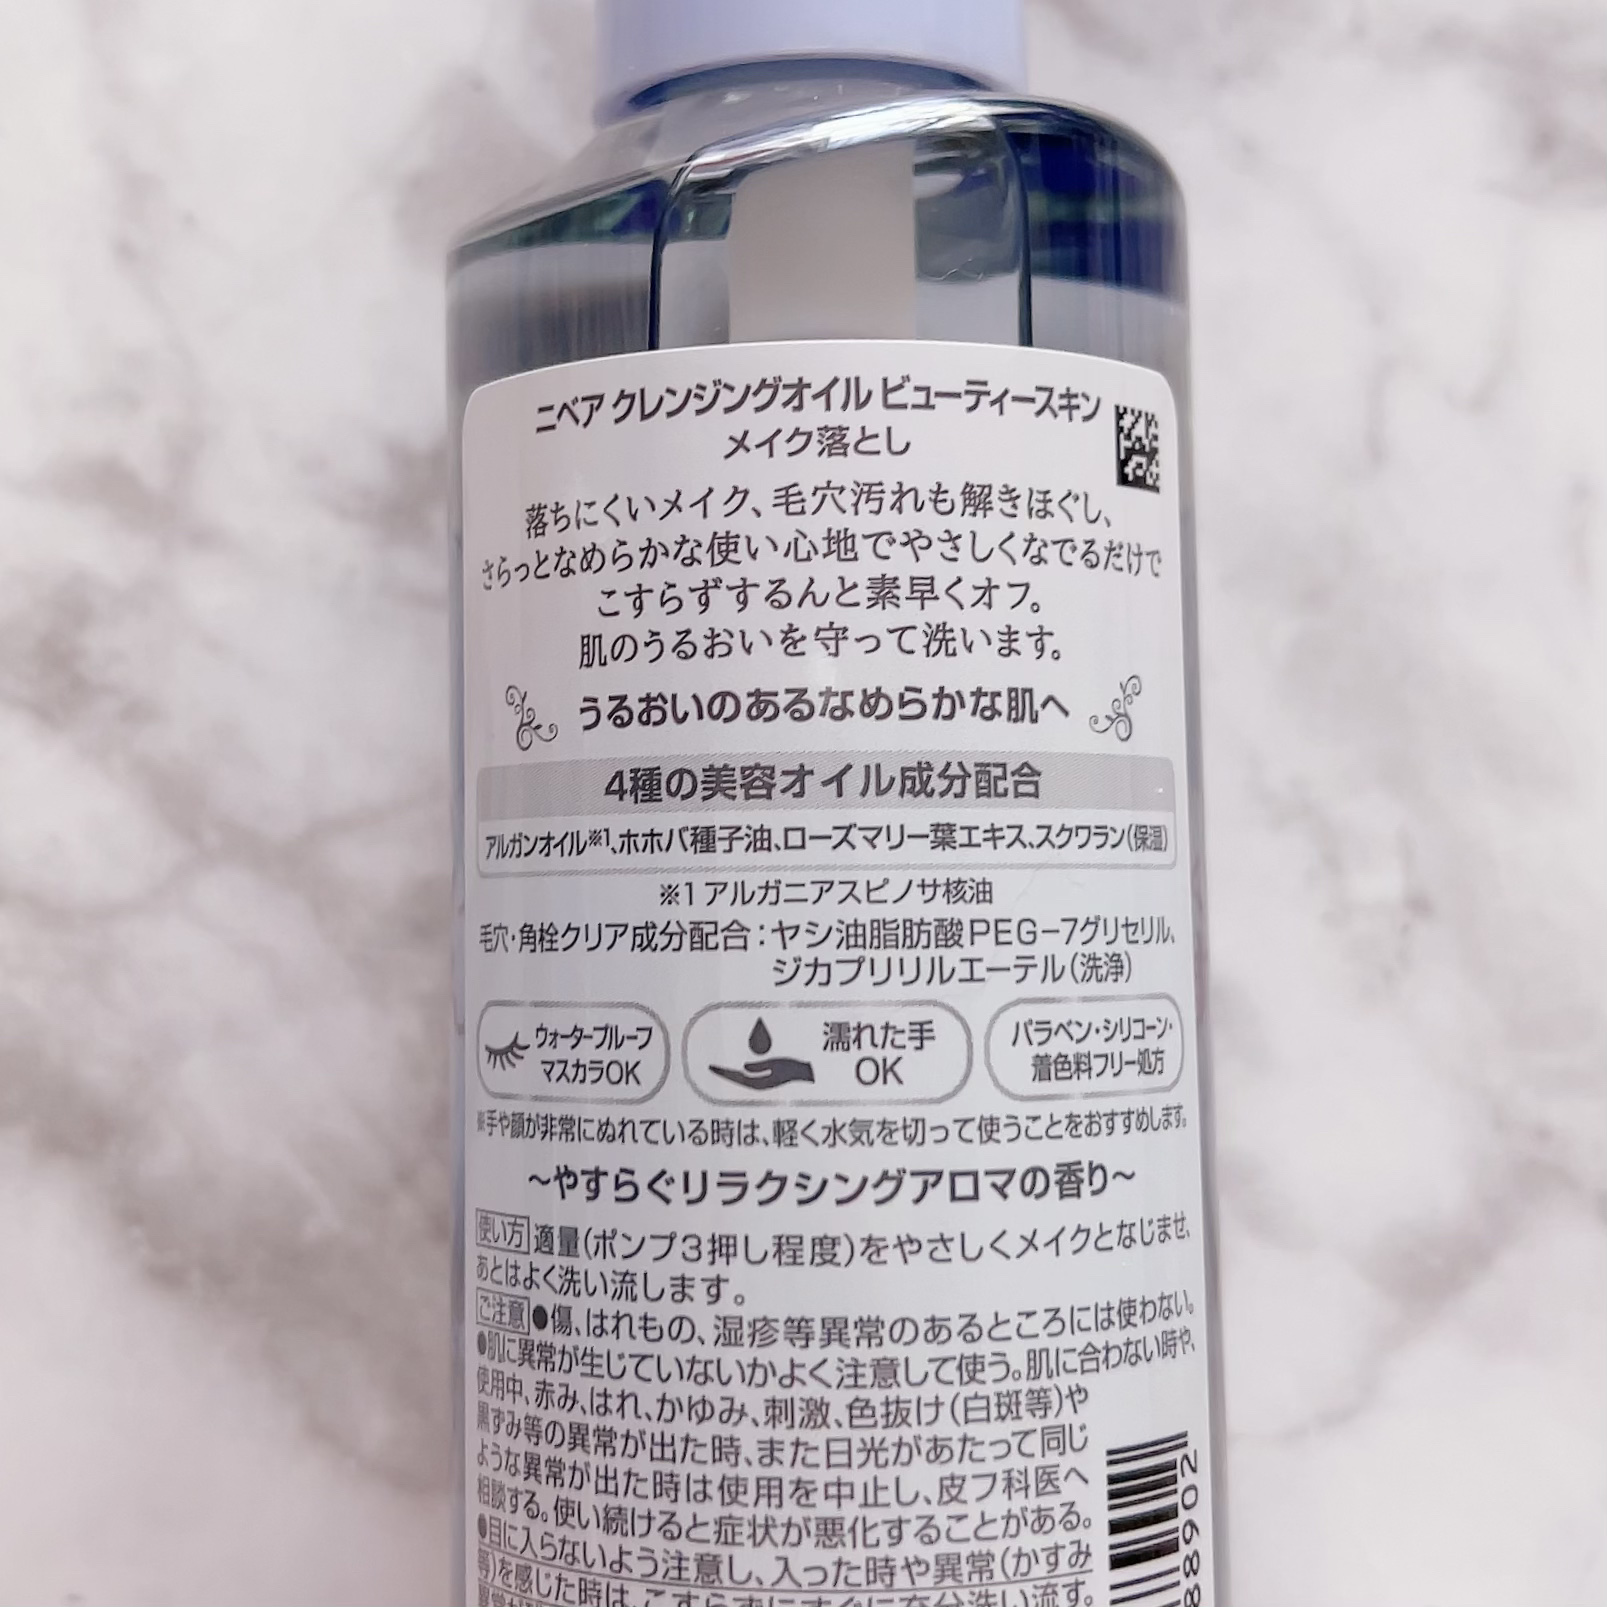 ニベア クレンジングオイル ビューティースキン
メイク落とし
落ちにくいメイク、毛穴汚れも解きほぐし、
さらっとなめらかな使い心地でやさしくなでるだけで
こすらずするんと素早くオフ。
肌のうるおいを守って洗います。
うるおいのあるなめらかな肌へ
4種の美容オイル成分配合
アルガンオイル※1、ホホバ種子油、ローズマリー葉エキス、スクワラン(保湿)
※1 アルガニアスピノサ核油
毛穴・角栓クリア成分配合：ヤシ油脂肪酸PEG−7グリセリル、
ジカプリリルエーテル(洗浄)
ウォータープルーフ
マスカラOK
濡れた手
OK
パラベン・シリコーン・
着色料フリー処方
※手や顔が非常にぬれている時は、軽く水気を切って使うことをおすすめします。
〜やすらぐリラクシングアロマの香り〜
使い方 適量(ポンプ3押し程度)をやさしくメイクとなじませ、
あとはよく洗い流します。
ご注意 ●傷、はれもの、湿疹等異常のあるところには使わない。
●肌に異常が生じていないかよく注意して使う。肌に合わない時や、
使用中、赤み、はれ、かゆみ、刺激、色抜け(白斑等)や
黒ずみ等の異常が出た時、また日光があたって同じ
ような異常が出た時は使用を中止し、皮フ科医へ
相談する。使い続けると症状が悪化することがある。
●目に入らないよう注意し、入った時や異常(かすみ
等)を感じた時は、こすらずにすぐに充分洗い流す。
88902